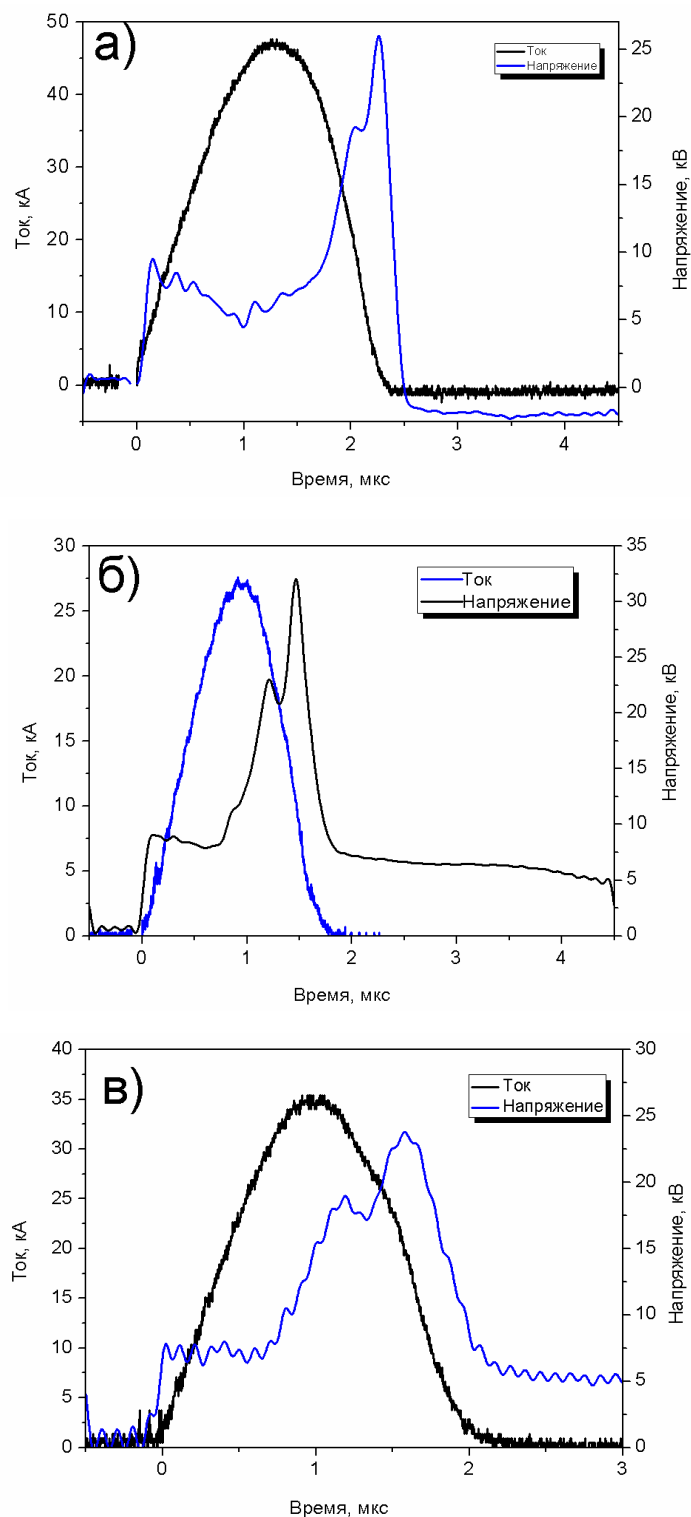 а)
Ток
Напряжение
50
40
30
20
10
0
25
20
15
10
5
0
Ток, кА
Напряжение, кВ
0 1 2 3 4
Время, мкс
б)
Ток
Напряжение
30
25
20
15
10
5
0
35
30
25
20
15
10
5
0
Ток, кА
Напряжение, кВ
0 1 2 3 4
Время, мкс
в)
Ток
Напряжение
40
35
30
25
20
15
10
5
0
30
25
20
15
10
5
0
Ток, кА
Напряжение, кВ
0 1 2 3
Время, мкс